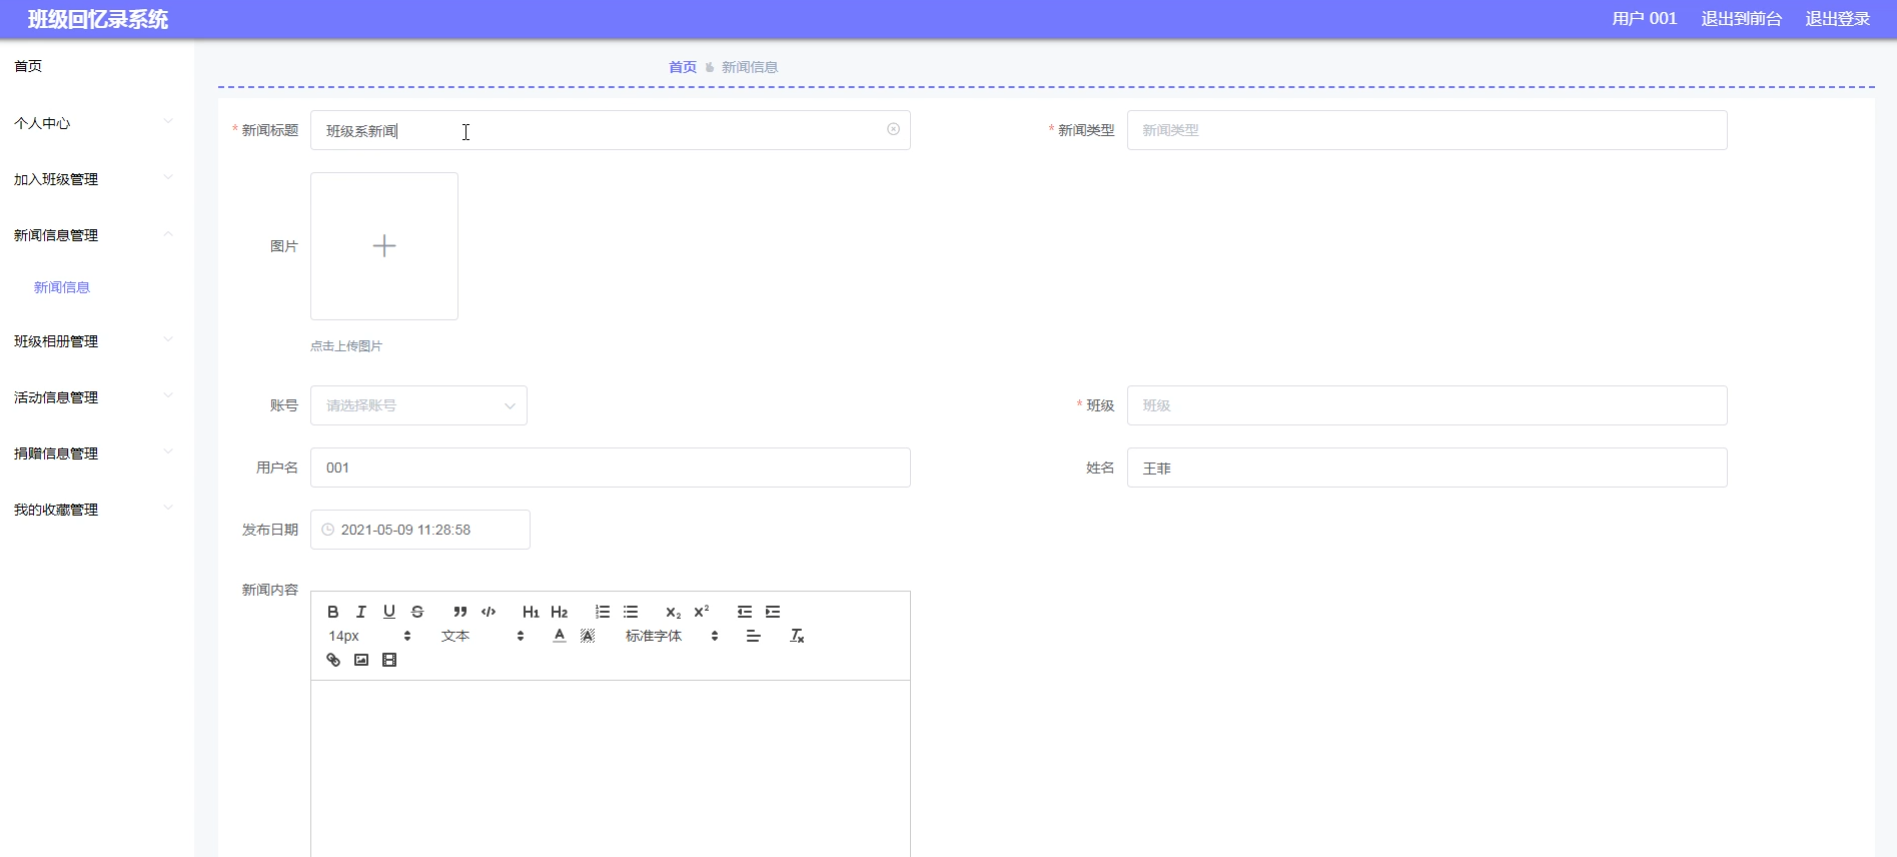 班级回忆录系统
用户 001 退出到前台 退出登录
首页
个人中心
加入班级管理
新闻信息管理
新闻信息
班级相册管理
活动信息管理
捐赠信息管理
我的收藏管理
首页 新闻信息
* 新闻标题 班级系新闻
* 新闻类型 新闻类型
图片
点击上传图片
账号 请选择账号
* 班级 班级
用户名 001
姓名 王菲
发布日期 2021-05-09 11:28:58
新闻内容
B I U S H1 H2 X2 X2
14px 文本 A A 标准字体 Tx